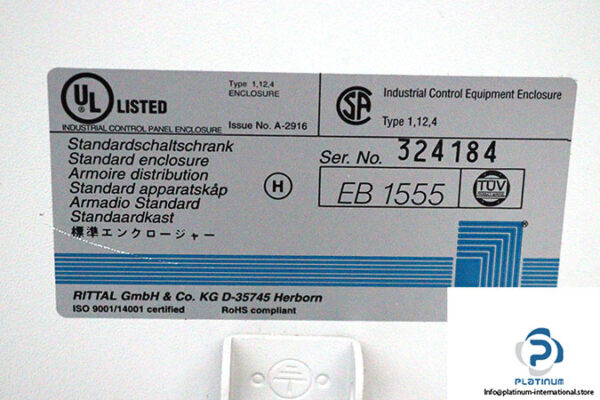 UL LISTED
Type 1,12,4
ENCLOSURE
INDUSTRIAL CONTROL PANEL ENCLOSURE
Issue No. A-2916
SA
Industrial Control Equipment Enclosure
Type 1,12,4
Standardschaltschrank
Standard enclosure
Armoire distribution
Standard apparatskåp
Armadio Standard
Standaardkast
標準エンクロージャー
H
Ser. No. 324184
EB 1555
TÜV
RITTAL GmbH & Co. KG D-35745 Herborn
ISO 9001/14001 certified RoHS compliant
PLATINUM
Info@platinum-international.store